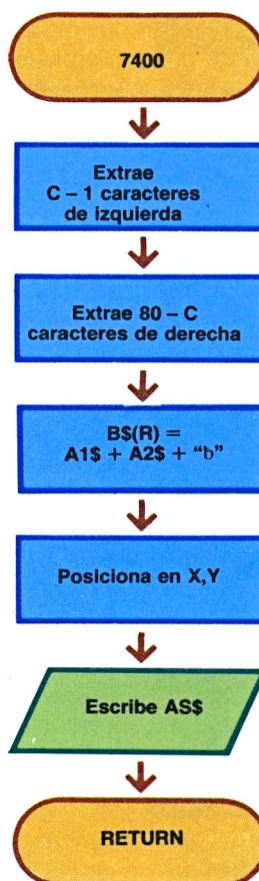 7400
Extrae
C – 1 caracteres
de izquierda
Extrae 80 – C
caracteres de derecha
B$(R) =
A1$ + A2$ + “b”
Posiciona en X,Y
Escribe AS$
RETURN